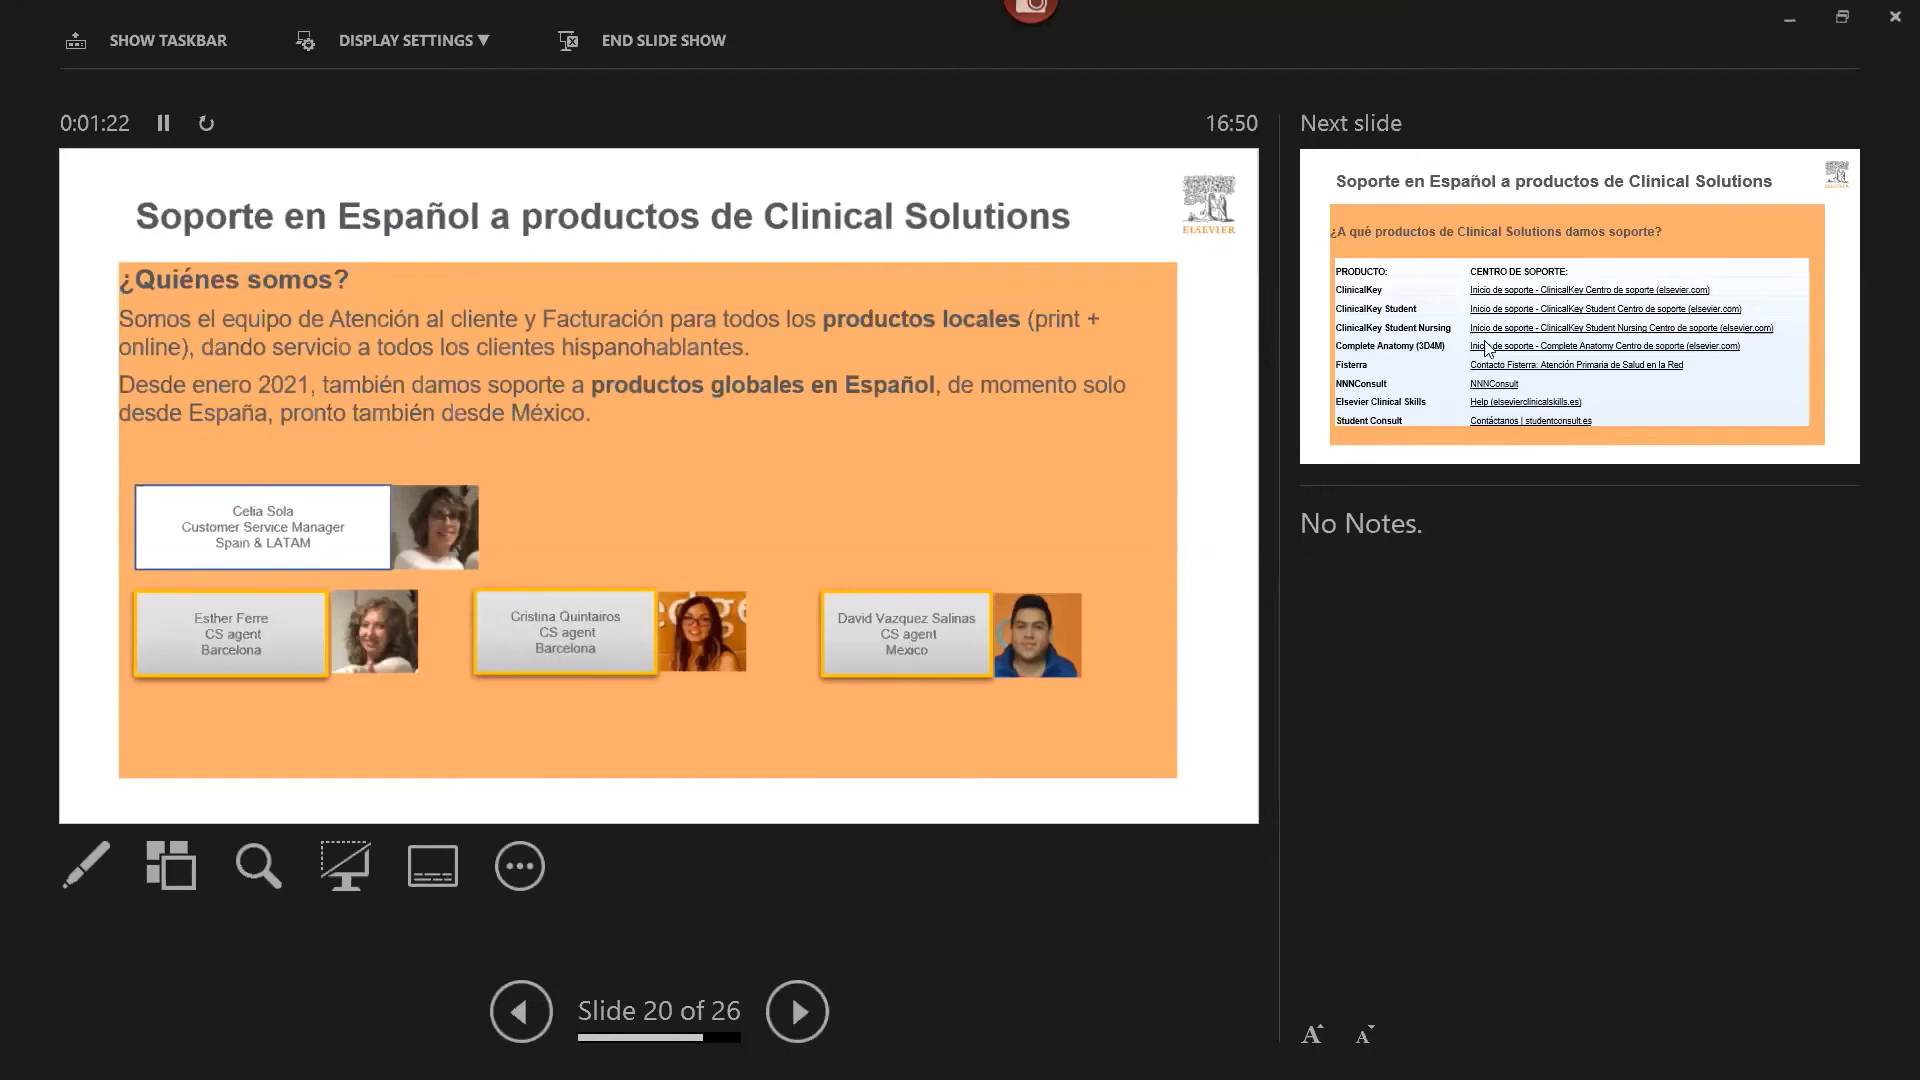 SHOW TASKBAR
DISPLAY SETTINGS ▼
END SLIDE SHOW
0:01:22
16:50
Soporte en Español a productos de Clinical Solutions
ELSEVIER
¿Quiénes somos?
Somos el equipo de Atención al cliente y Facturación para todos los productos locales (print +
online), dando servicio a todos los clientes hispanohablantes.
Desde enero 2021, también damos soporte a productos globales en Español, de momento solo
desde España, pronto también desde México.
Celia Sola
Customer Service Manager
Spain & LATAM
Esther Ferre
CS agent
Barcelona
Cristina Quintairos
CS agent
Barcelona
David Vazquez Salinas
CS agent
Mexico
Slide 20 of 26
Next slide
Soporte en Español a productos de Clinical Solutions
¿A qué productos de Clinical Solutions damos soporte?
PRODUCTO: CENTRO DE SOPORTE:
ClinicalKey Inicio de soporte - ClinicalKey Centro de soporte (elsevier.com)
ClinicalKey Student Inicio de soporte - ClinicalKey Student Centro de soporte (elsevier.com)
ClinicalKey Student Nursing Inicio de soporte - ClinicalKey Student Nursing Centro de soporte (elsevier.com)
Complete Anatomy (3D4M) Inicio de soporte - Complete Anatomy Centro de soporte (elsevier.com)
Fisterra Contacto Fisterra: Atención Primaria de Salud en la Red
NNNConsult NNNConsult
Elsevier Clinical Skills Help (elsevierclinicalskills.es)
Student Consult Contáctanos | studentconsult.es
No Notes.
A A